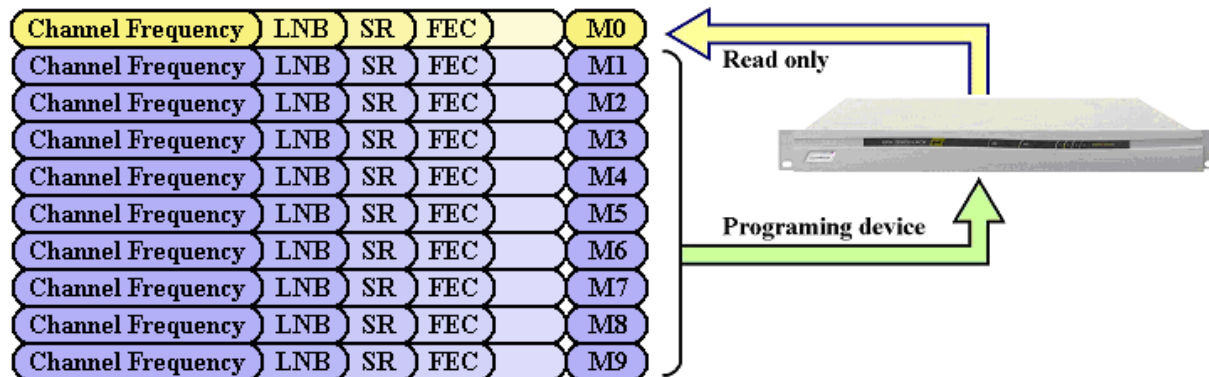 Channel Frequency LNB SR FEC M0
Channel Frequency LNB SR FEC M1
Channel Frequency LNB SR FEC M2
Channel Frequency LNB SR FEC M3
Channel Frequency LNB SR FEC M4
Channel Frequency LNB SR FEC M5
Channel Frequency LNB SR FEC M6
Channel Frequency LNB SR FEC M7
Channel Frequency LNB SR FEC M8
Channel Frequency LNB SR FEC M9
Read only
Programing device